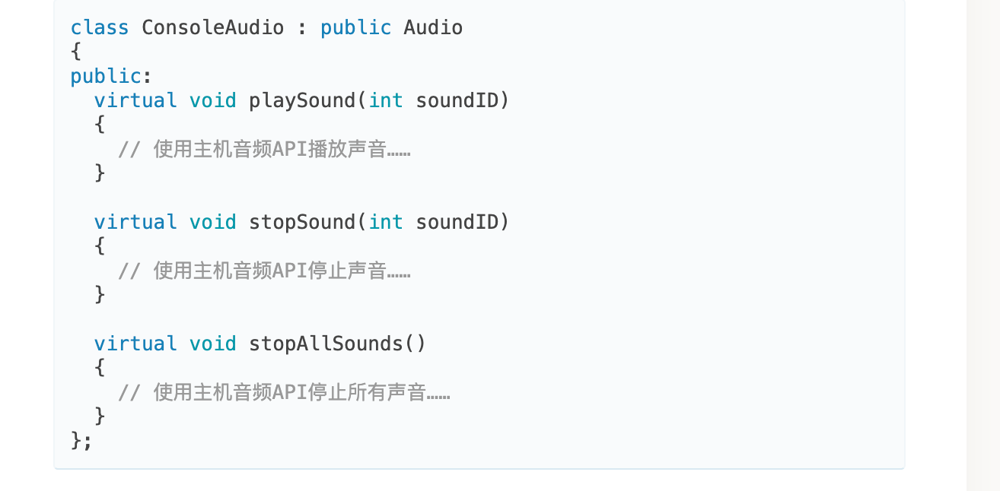 class ConsoleAudio : public Audio
{
public:
  virtual void playSound(int soundID)
  {
    // 使用主机音频API播放声音……
  }

  virtual void stopSound(int soundID)
  {
    // 使用主机音频API停止声音……
  }

  virtual void stopAllSounds()
  {
    // 使用主机音频API停止所有声音……
  }
};